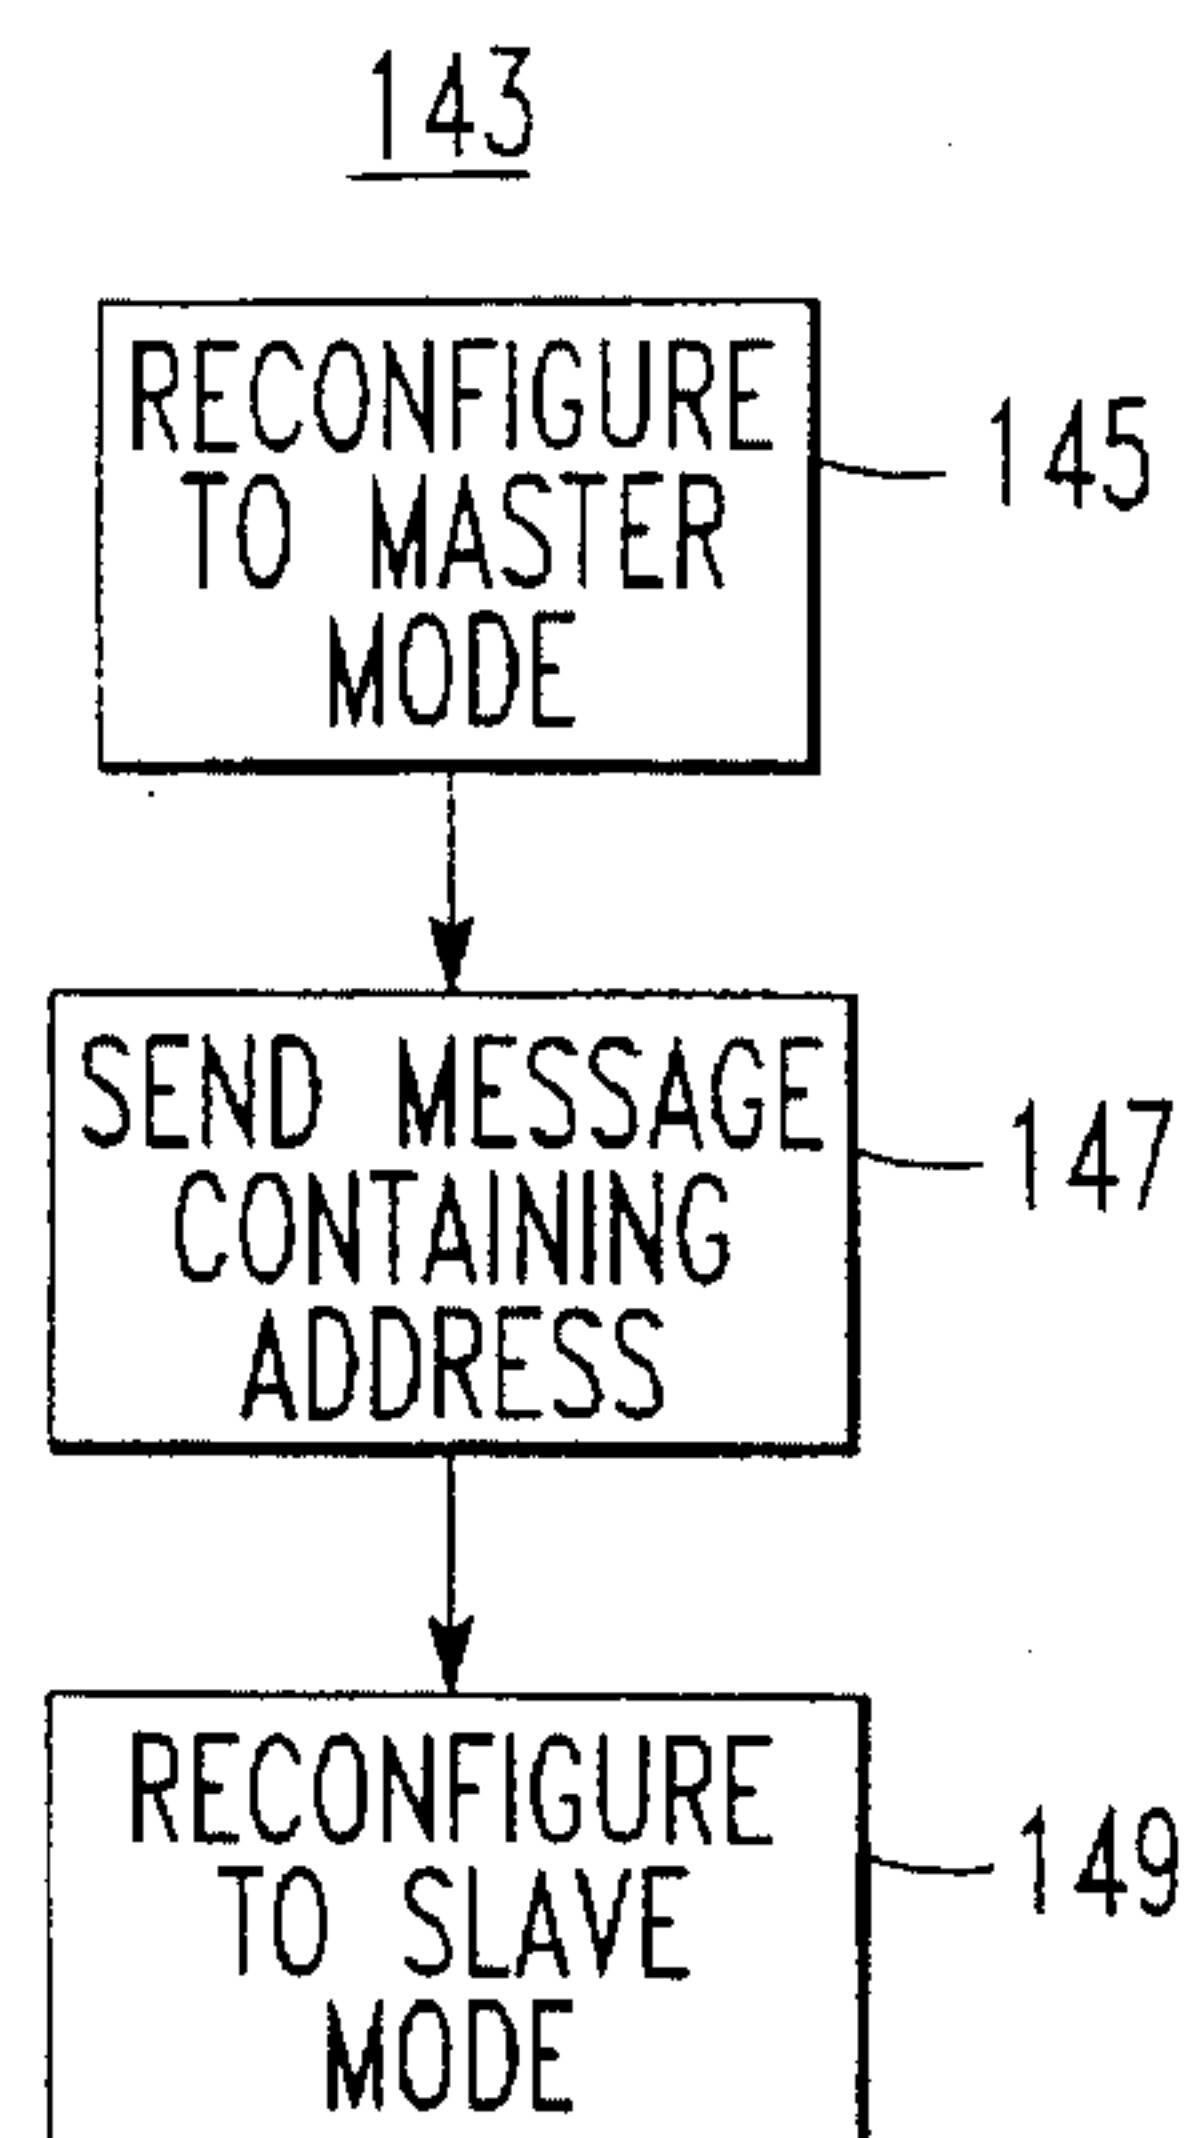 143
RECONFIGURE
TO MASTER
MODE
145
SEND MESSAGE
CONTAINING
ADDRESS
147
RECONFIGURE
TO SLAVE
MODE
149